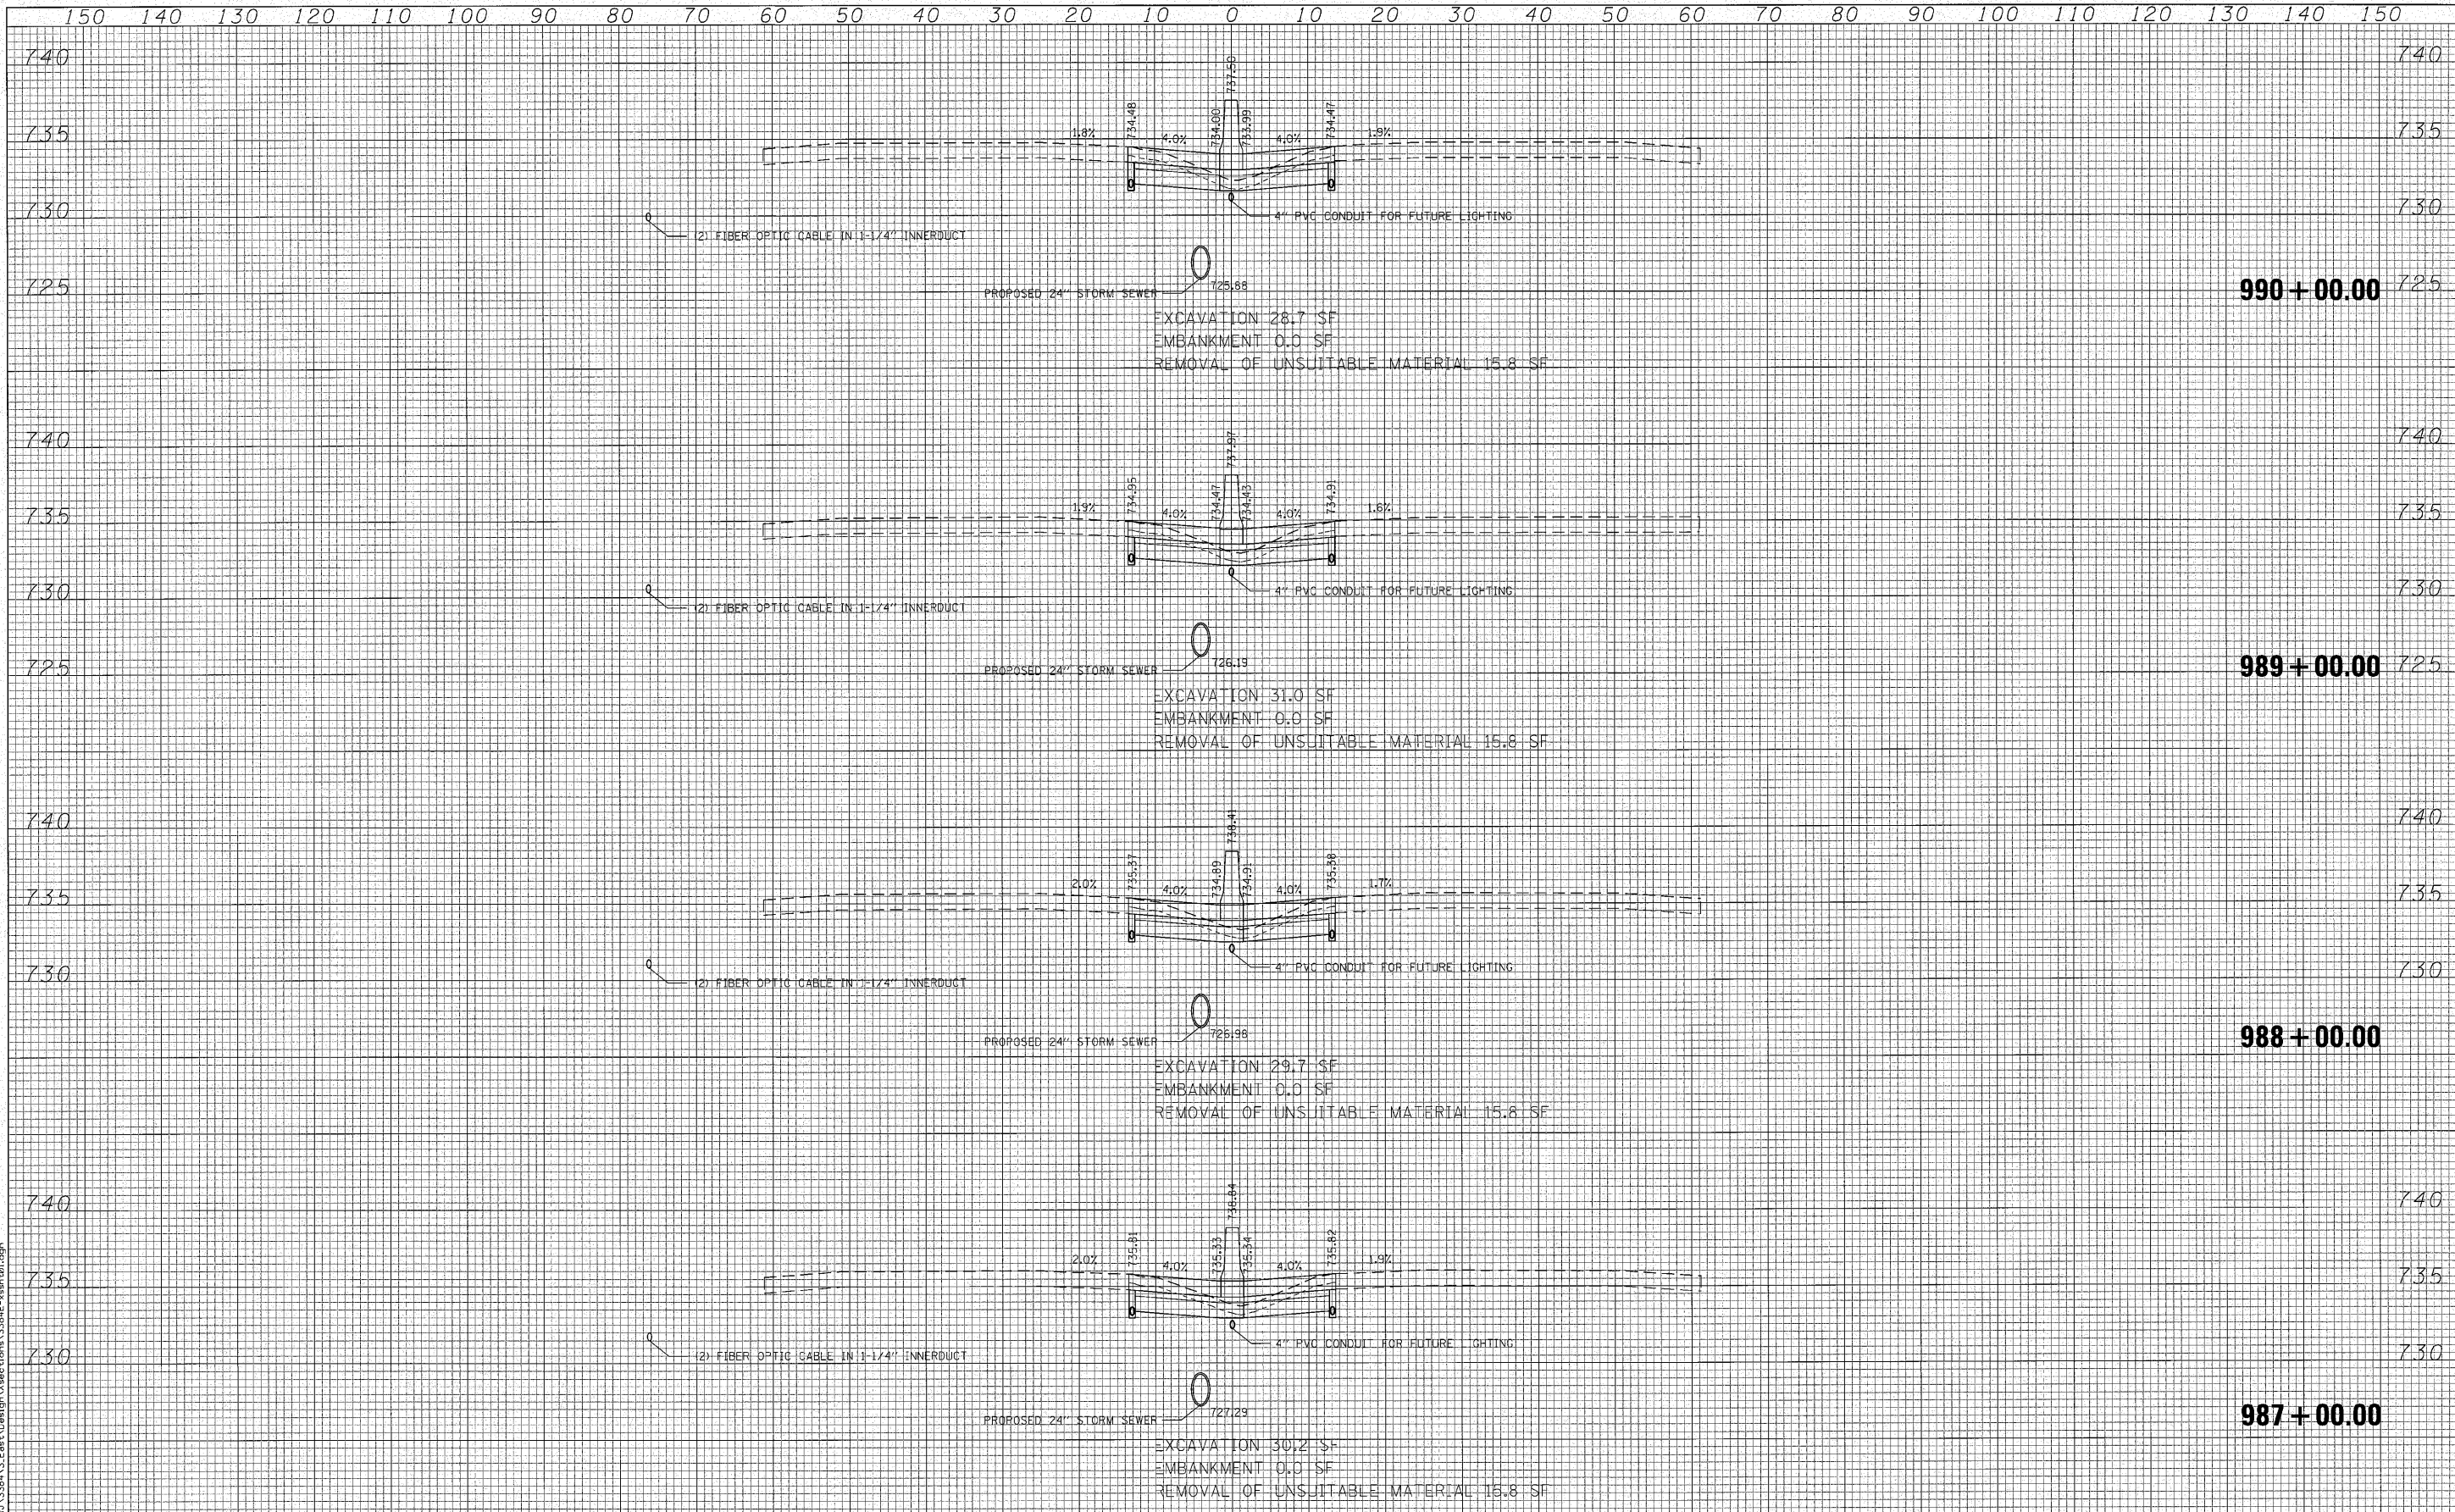 150 140 130 120 110 100 90 80 70 60 50 40 30 20 10 0 10 20 30 40 50 60 70 80 90 100 110 120 130 140 150
740 740
737.50
734.48 734.00 733.99 734.47
735 1.8% 4.0% 4.0% 1.9% 735
730 4" PVC CONDUIT FOR FUTURE LIGHTING 730
(2) FIBER OPTIC CABLE IN 1-1/4" INNERDUCT
725 PROPOSED 24" STORM SEWER 725.88 990+00.00 725
EXCAVATION 28.7 SF
EMBANKMENT 0.0 SF
REMOVAL OF UNSUITABLE MATERIAL 15.8 SF
740 740
737.97
734.95 734.47 734.43 734.91
735 1.9% 4.0% 4.0% 1.6% 735
730 4" PVC CONDUIT FOR FUTURE LIGHTING 730
(2) FIBER OPTIC CABLE IN 1-1/4" INNERDUCT
725 PROPOSED 24" STORM SEWER 726.19 989+00.00 725
EXCAVATION 31.0 SF
EMBANKMENT 0.0 SF
REMOVAL OF UNSUITABLE MATERIAL 15.8 SF
740 740
738.41
735.37 734.89 734.91 735.38
735 2.0% 4.0% 4.0% 1.7% 735
730 4" PVC CONDUIT FOR FUTURE LIGHTING 730
(2) FIBER OPTIC CABLE IN 1-1/4" INNERDUCT
PROPOSED 24" STORM SEWER 726.98 988+00.00
EXCAVATION 29.7 SF
EMBANKMENT 0.0 SF
REMOVAL OF UNSUITABLE MATERIAL 15.8 SF
740 740
738.84
735.81 735.33 735.34 735.82
735 2.0% 4.0% 4.0% 1.9% 735
730 4" PVC CONDUIT FOR FUTURE LIGHTING 730
(2) FIBER OPTIC CABLE IN 1-1/4" INNERDUCT
PROPOSED 24" STORM SEWER 727.29 987+00.00
EXCAVATION 30.2 SF
EMBANKMENT 0.0 SF
REMOVAL OF UNSUITABLE MATERIAL 15.8 SF